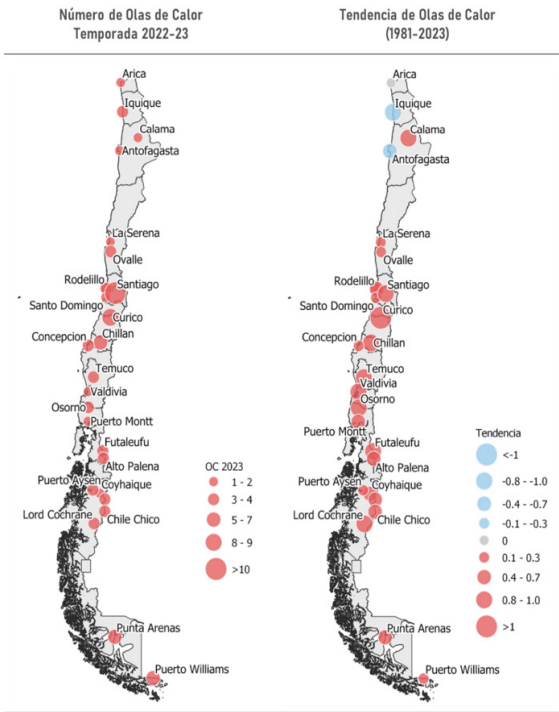 Número de Olas de Calor
Temporada 2022-23
Arica
Iquique
Calama
Antofagasta
La Serena
Ovalle
Rodelillo
Santiago
Santo Domingo
Curico
Concepcion
Chillan
Temuco
Valdivia
Osorno
Puerto Montt
Futaleufu
Alto Palena
Puerto Aysen
Coyhaique
Lord Cochrane
Chile Chico
Punta Arenas
Puerto Williams
OC 2023
1 - 2
3 - 4
5 - 7
8 - 9
>10
Tendencia de Olas de Calor
(1981-2023)
Arica
Iquique
Calama
Antofagasta
La Serena
Ovalle
Rodelillo
Santiago
Santo Domingo
Curico
Concepcion
Chillan
Temuco
Valdivia
Osorno
Puerto Montt
Futaleufu
Alto Palena
Puerto Aysen
Coyhaique
Lord Cochrane
Chile Chico
Punta Arenas
Puerto Williams
Tendencia
<-1
-0.8 - -1.0
-0.4 - -0.7
-0.1 - -0.3
0
0.1 - 0.3
0.4 - 0.7
0.8 - 1.0
>1